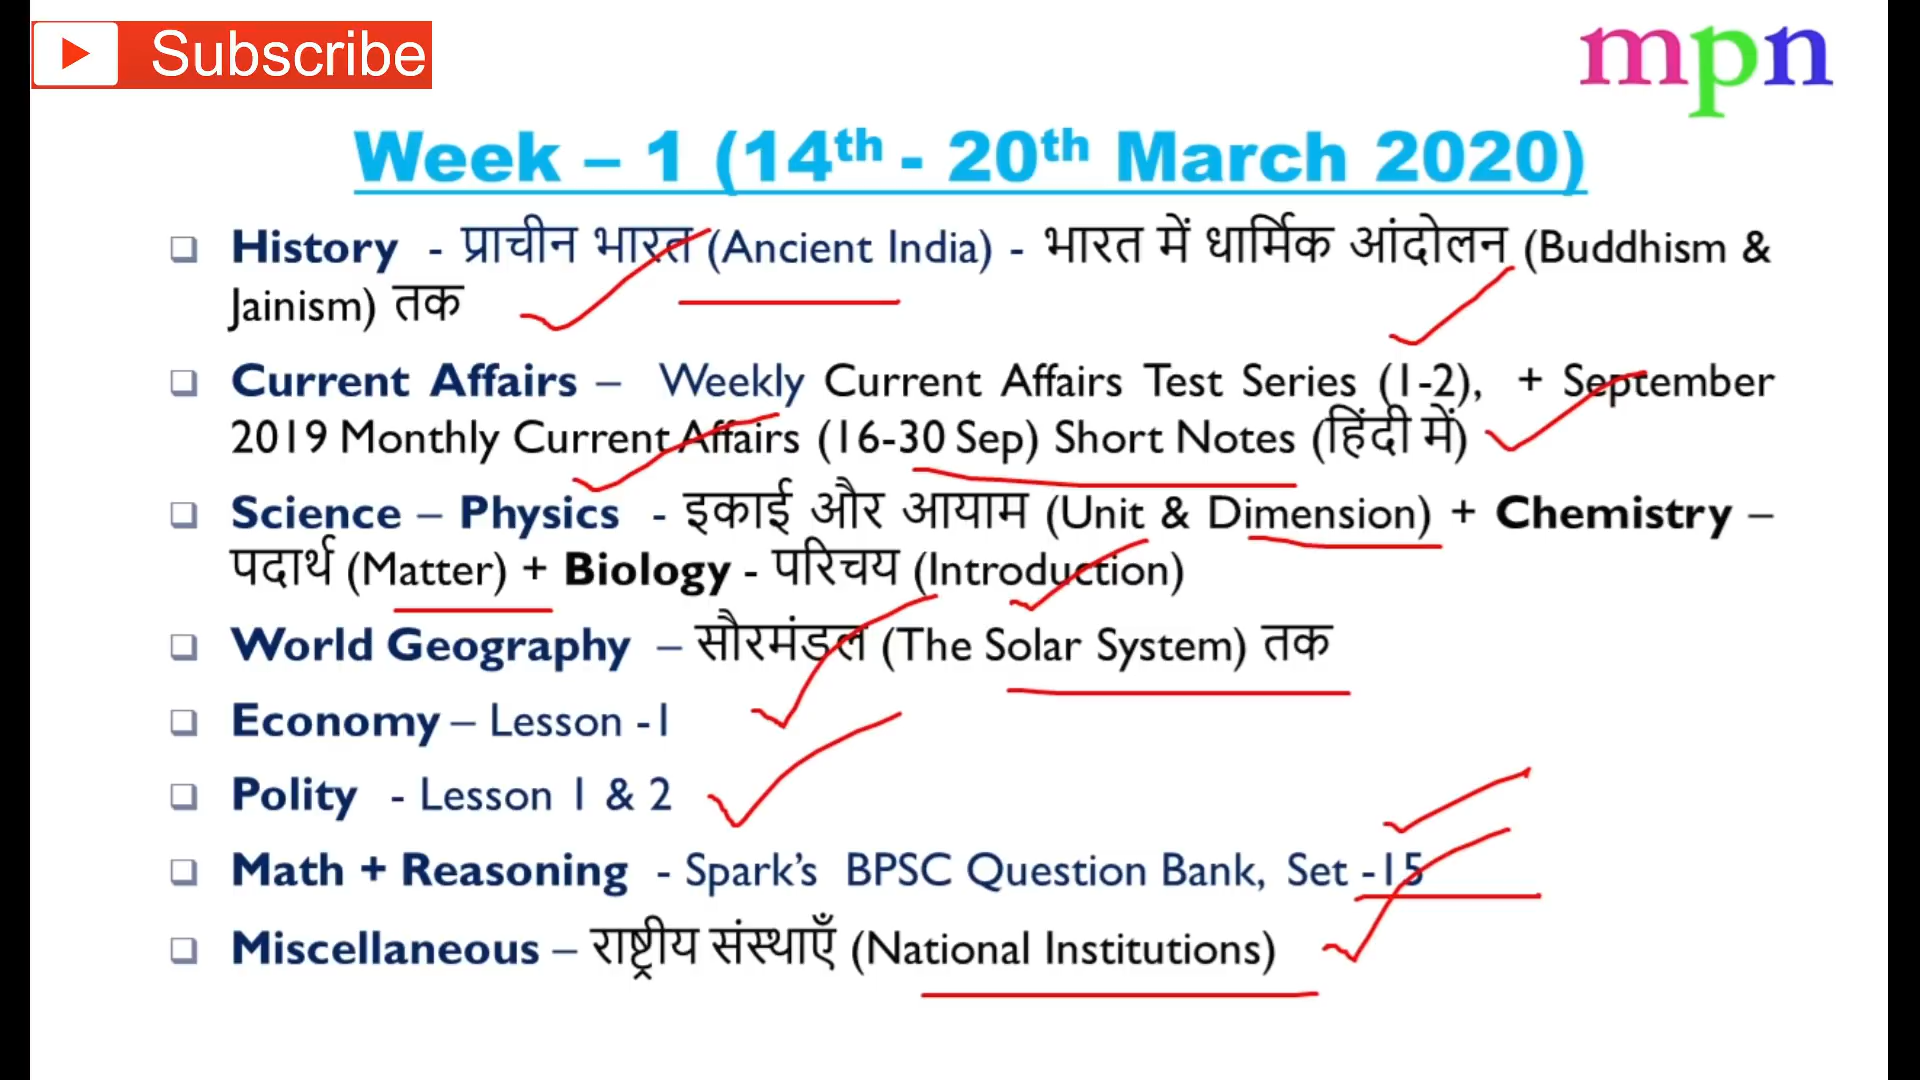 Subscribe
mpn
Week – 1 (14th - 20th March 2020)
History - प्राचीन भारत (Ancient India) - भारत में धार्मिक आंदोलन (Buddhism &
Jainism) तक
Current Affairs – Weekly Current Affairs Test Series (1-2), + September
2019 Monthly Current Affairs (16-30 Sep) Short Notes (हिंदी में)
Science – Physics - इकाई और आयाम (Unit & Dimension) + Chemistry –
पदार्थ (Matter) + Biology - परिचय (Introduction)
World Geography – सौरमंडल (The Solar System) तक
Economy – Lesson -1
Polity - Lesson 1 & 2
Math + Reasoning - Spark's BPSC Question Bank, Set -15
Miscellaneous – राष्ट्रीय संस्थाएँ (National Institutions)